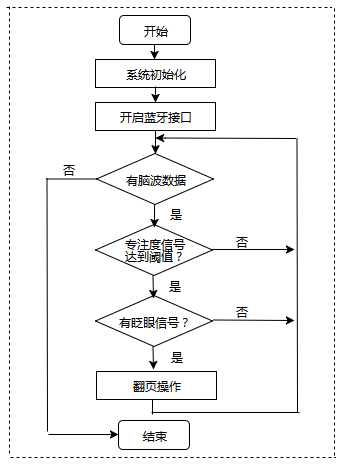 开始
系统初始化
开启蓝牙接口
否
有脑波数据
是
专注度信号
达到阈值？
否
是
有眨眼信号？
否
是
翻页操作
结束